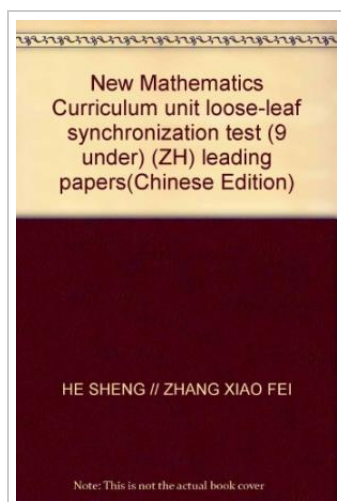 New Mathematics
Curriculum unit loose-leaf
synchronization test (9
under) (ZH) leading
papers(Chinese Edition)
HE SHENG // ZHANG XIAO FEI
Note: This is not the actual book cover